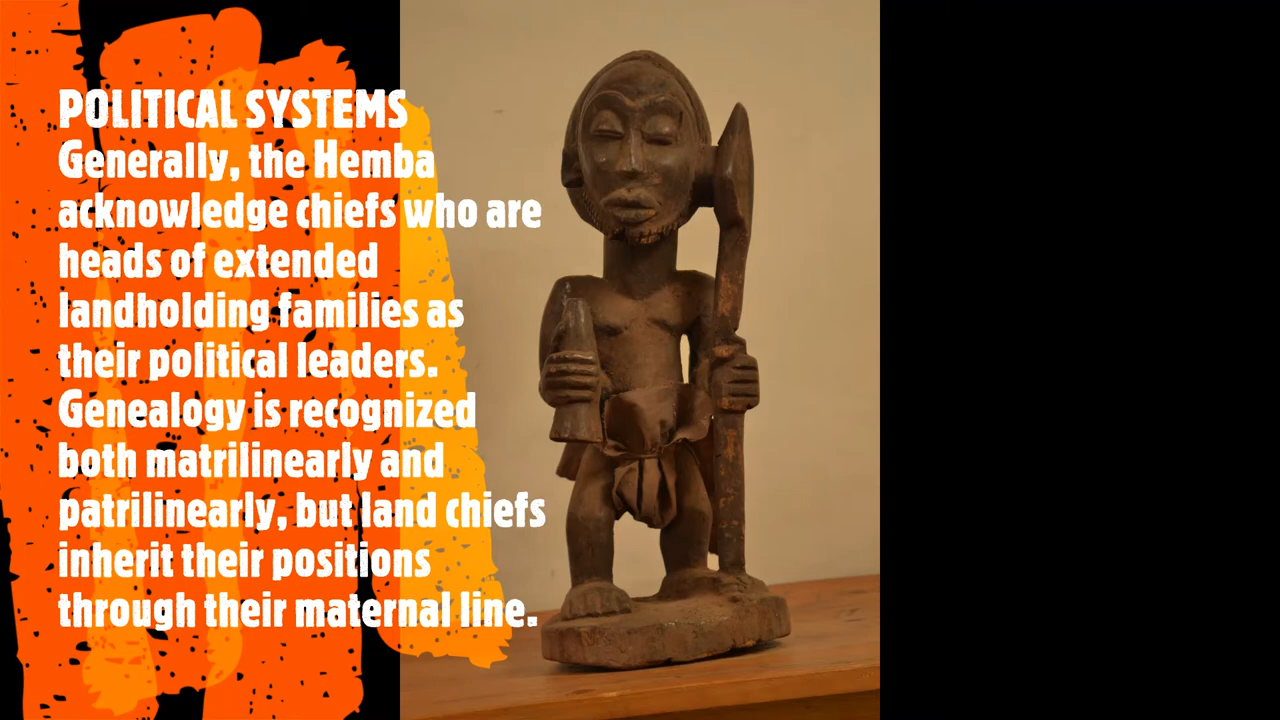 POLITICAL SYSTEMS
Generally, the Hemba
acknowledge chiefs who are
heads of extended
landholding families as
their political leaders.
Genealogy is recognized
both matrilinearly and
patrilinearly, but land chiefs
inherit their positions
through their maternal line.